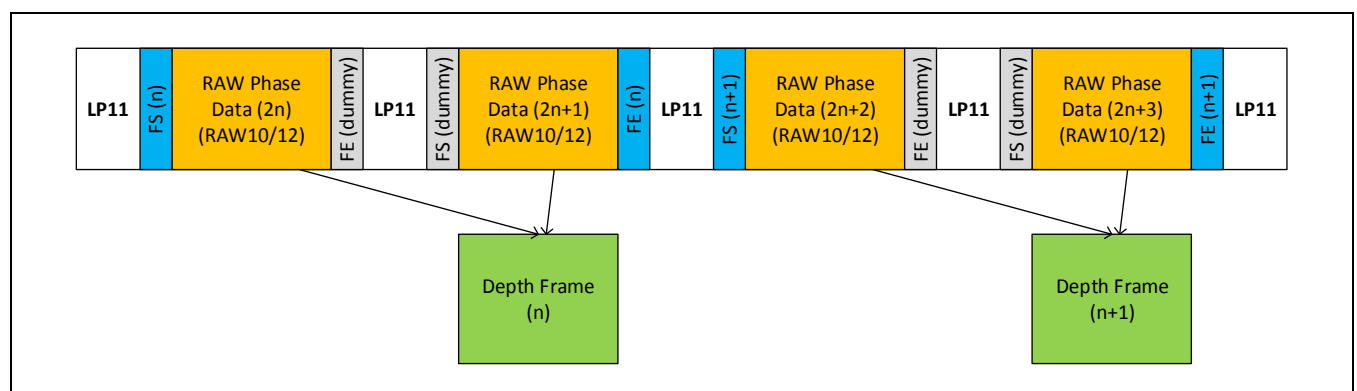 LP11
FS (n)
RAW Phase
Data (2n)
(RAW10/12)
FE (dummy)
LP11
FS (dummy)
RAW Phase
Data (2n+1)
(RAW10/12)
FE (n)
LP11
FS (n+1)
RAW Phase
Data (2n+2)
(RAW10/12)
FE (dummy)
LP11
FS (dummy)
RAW Phase
Data (2n+3)
(RAW10/12)
FE (n+1)
LP11
Depth Frame
(n)
Depth Frame
(n+1)